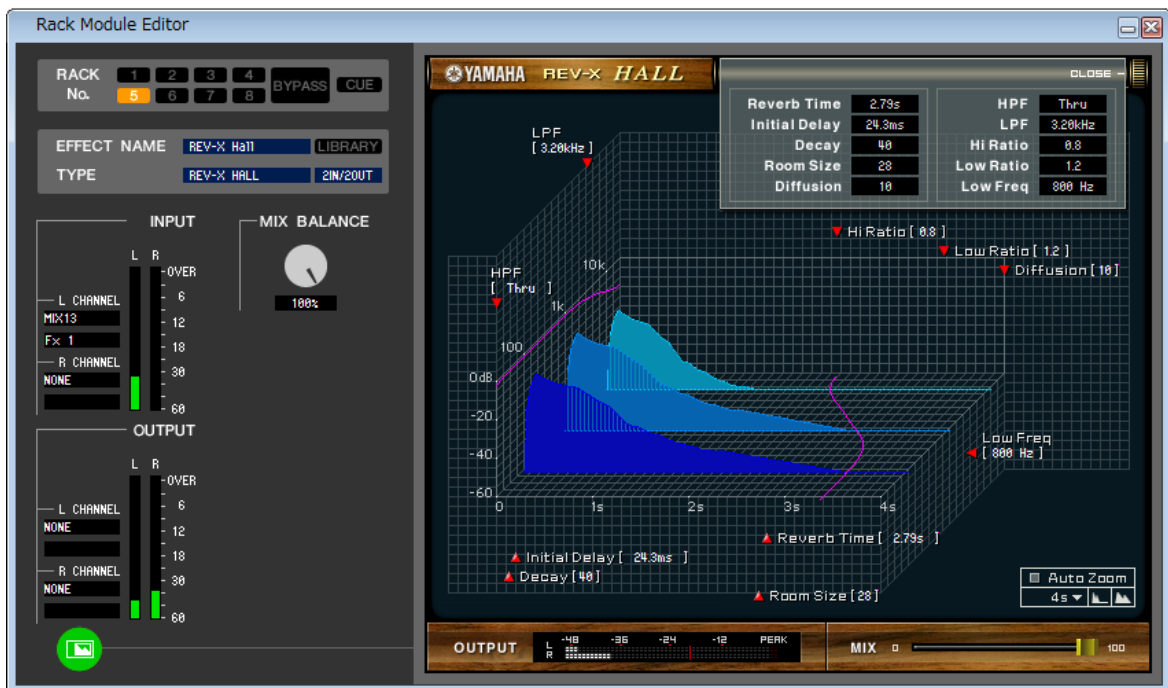 Rack Module Editor
RACK No.
1 2 3 4
5 6 7 8
BYPASS
CUE
EFFECT NAME REV-X Hall LIBRARY
TYPE REV-X HALL 2IN/2OUT
INPUT
L R
OVER
6
12
18
30
60
L CHANNEL
MIX13
Fx 1
R CHANNEL
NONE
MIX BALANCE
100%
OUTPUT
L R
OVER
6
12
18
30
60
L CHANNEL
NONE
R CHANNEL
NONE
YAMAHA REV-X HALL
CLOSE
Reverb Time 2.79s
Initial Delay 24.3ms
Decay 40
Room Size 28
Diffusion 10
HPF Thru
LPF 3.20kHz
Hi Ratio 0.8
Low Ratio 1.2
Low Freq 800 Hz
LPF
[ 3.20kHz ]
Hi Ratio [ 0.8 ]
Low Ratio [ 1.2 ]
Diffusion [ 10 ]
HPF
[ Thru ]
10k
1k
100
0dB
-20
-40
-60
0 1s 2s 3s 4s
Low Freq
[ 800 Hz ]
Reverb Time [ 2.79s ]
Initial Delay [ 24.3ms ]
Decay [ 40 ]
Room Size [ 28 ]
Auto Zoom
4s
OUTPUT
L
R
-48 -36 -24 -12 PEAK
MIX 0 100